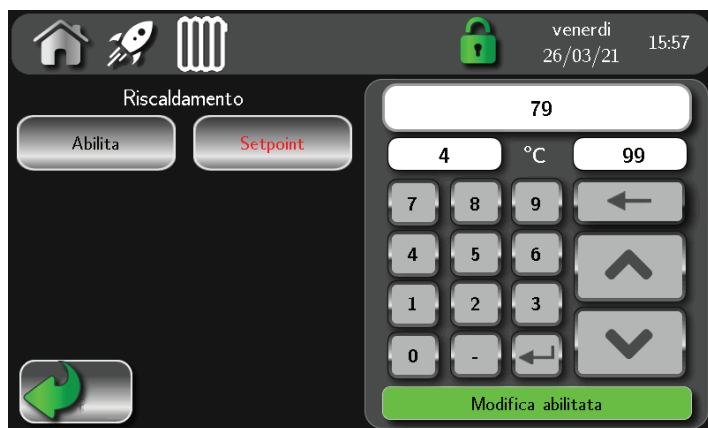 venerdi
26/03/21
15:57
Riscaldamento
Abilita
Setpoint
79
4
°C
99
7
8
9
4
5
6
1
2
3
0
-
Modifica abilitata